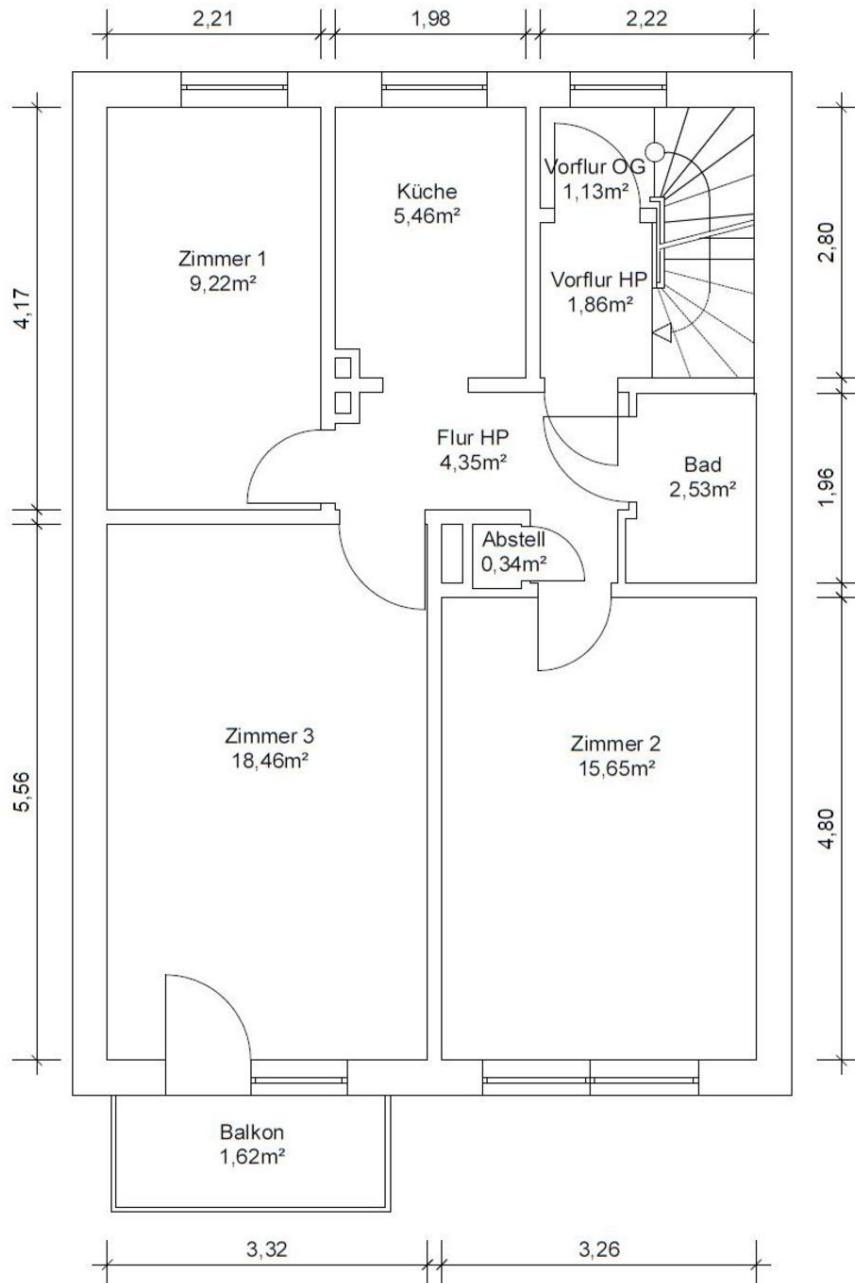 2,21
1,98
2,22
Vorflur OG
1,13m²
Küche
5,46m²
Zimmer 1
9,22m²
Vorflur HP
1,86m²
2,80
4,17
Flur HP
4,35m²
Bad
2,53m²
1,96
Abstell
0,34m²
Zimmer 3
18,46m²
Zimmer 2
15,65m²
5,56
4,80
Balkon
1,62m²
3,32
3,26